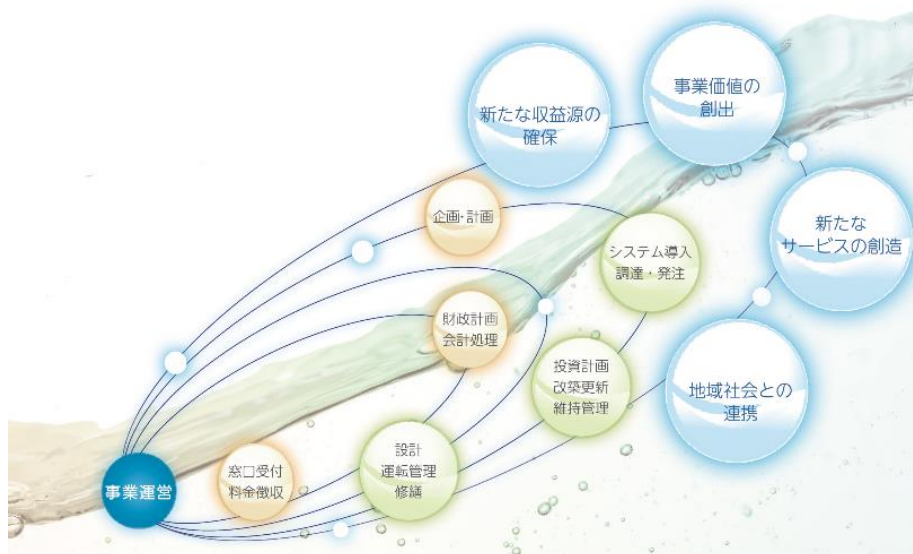 事業価値の
創出
新たな収益源の
確保
企画・計画
新たな
サービスの創造
システム導入
調達・発注
財政計画
会計処理
投資計画
改築更新
維持管理
地域社会との
連携
設計
運転管理
修繕
窓口受付
料金徴収
事業運営